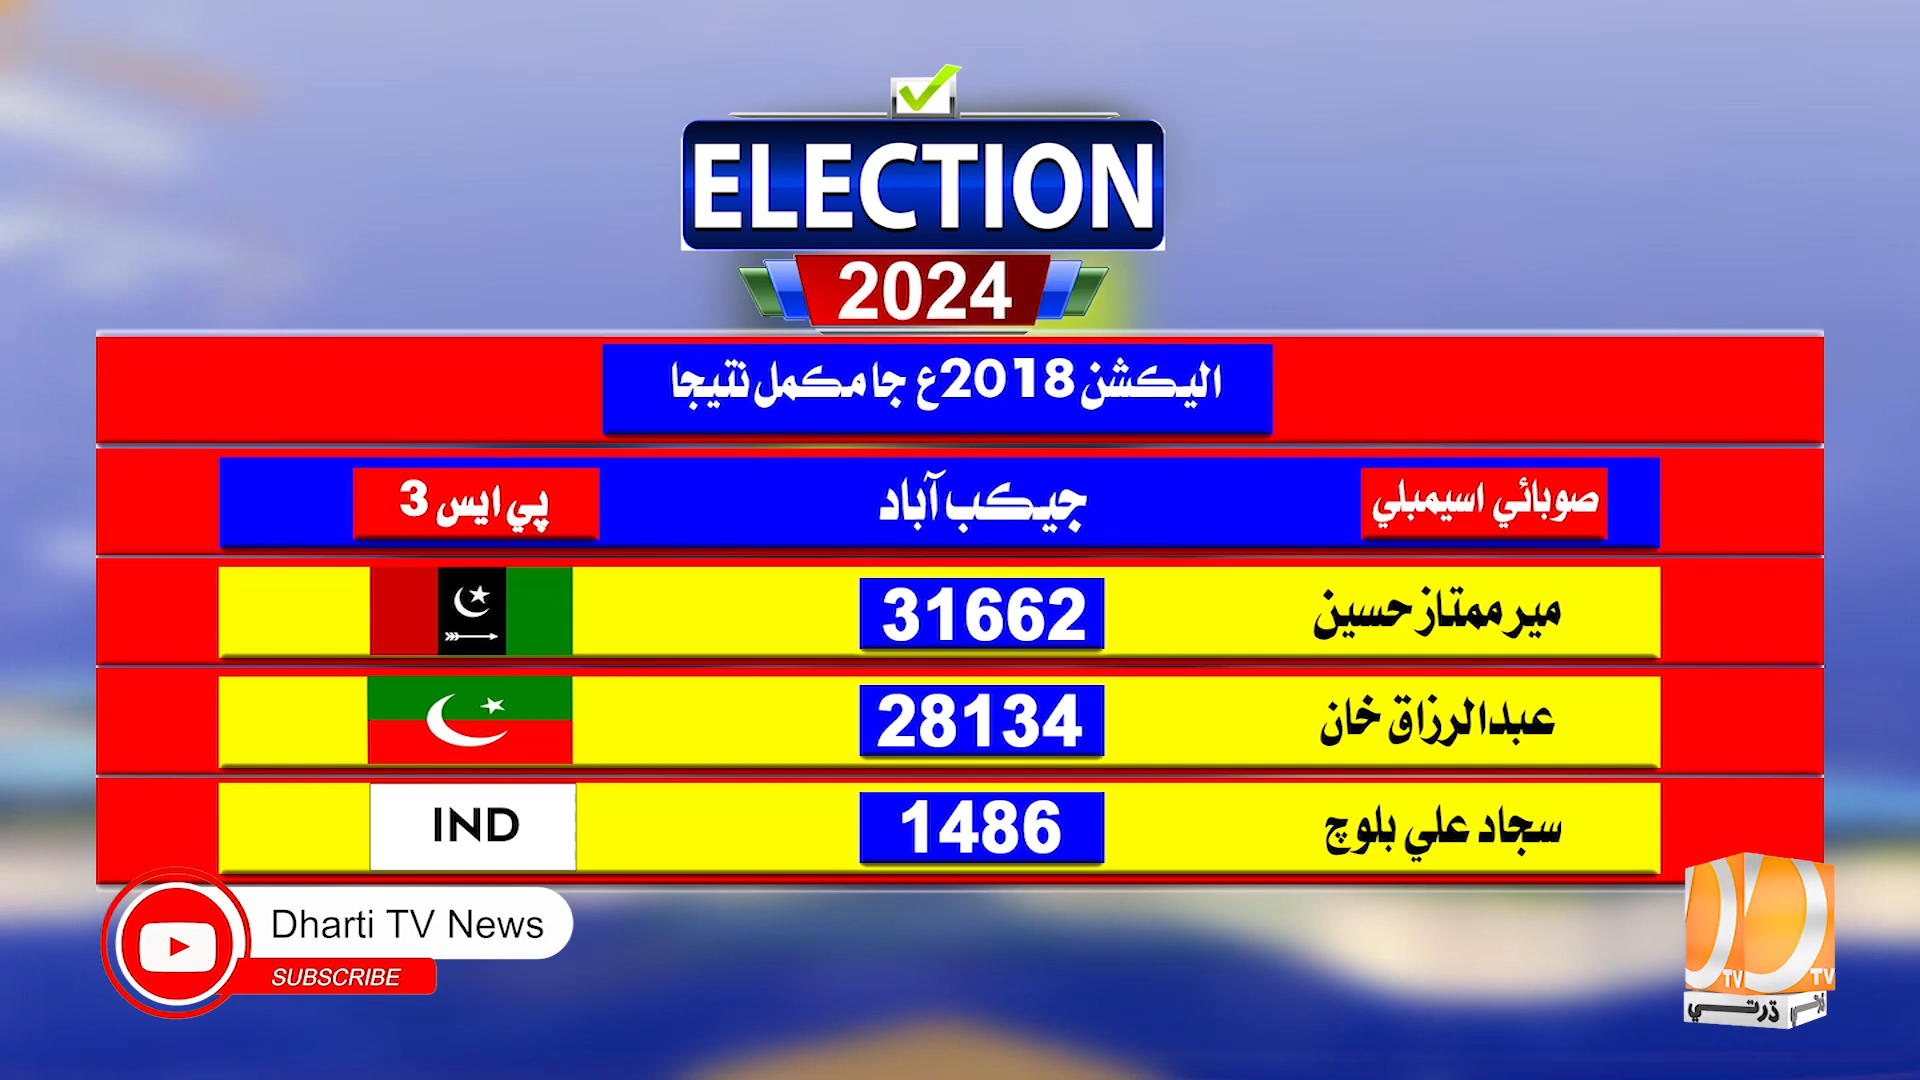 ELECTION
2024
اليڪشن 2018ع جا مڪمل نتيجا
صوبائي اسيمبلي جيڪب آباد پي ايس 3
مير ممتاز حسين 31662
عبدالرزاق خان 28134
سجاد علي بلوچ 1486 IND
Dharti TV News
SUBSCRIBE
TV TV
ڌرتي